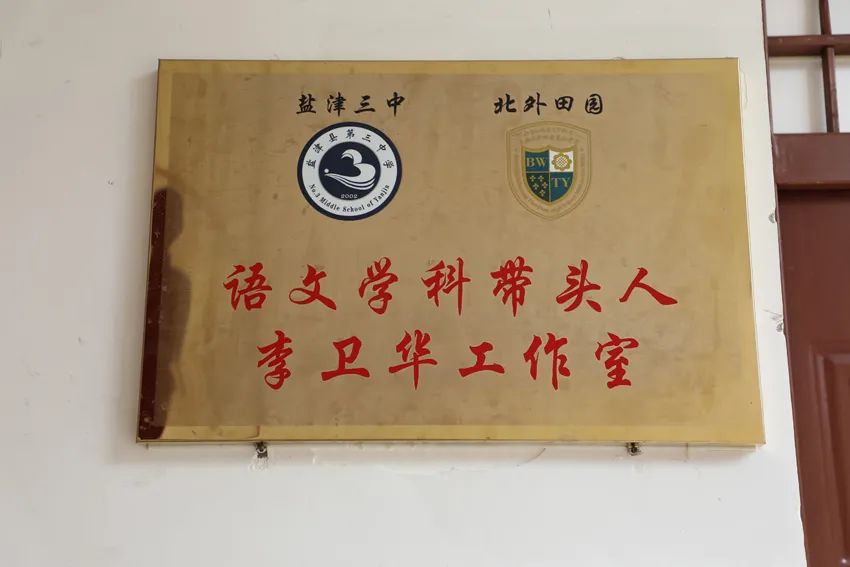 盐津三中
北外田园
盐津县第三中学
No.3 Middle School of Yanjin
2002
BW
TY
语文学科带头人
李卫华工作室